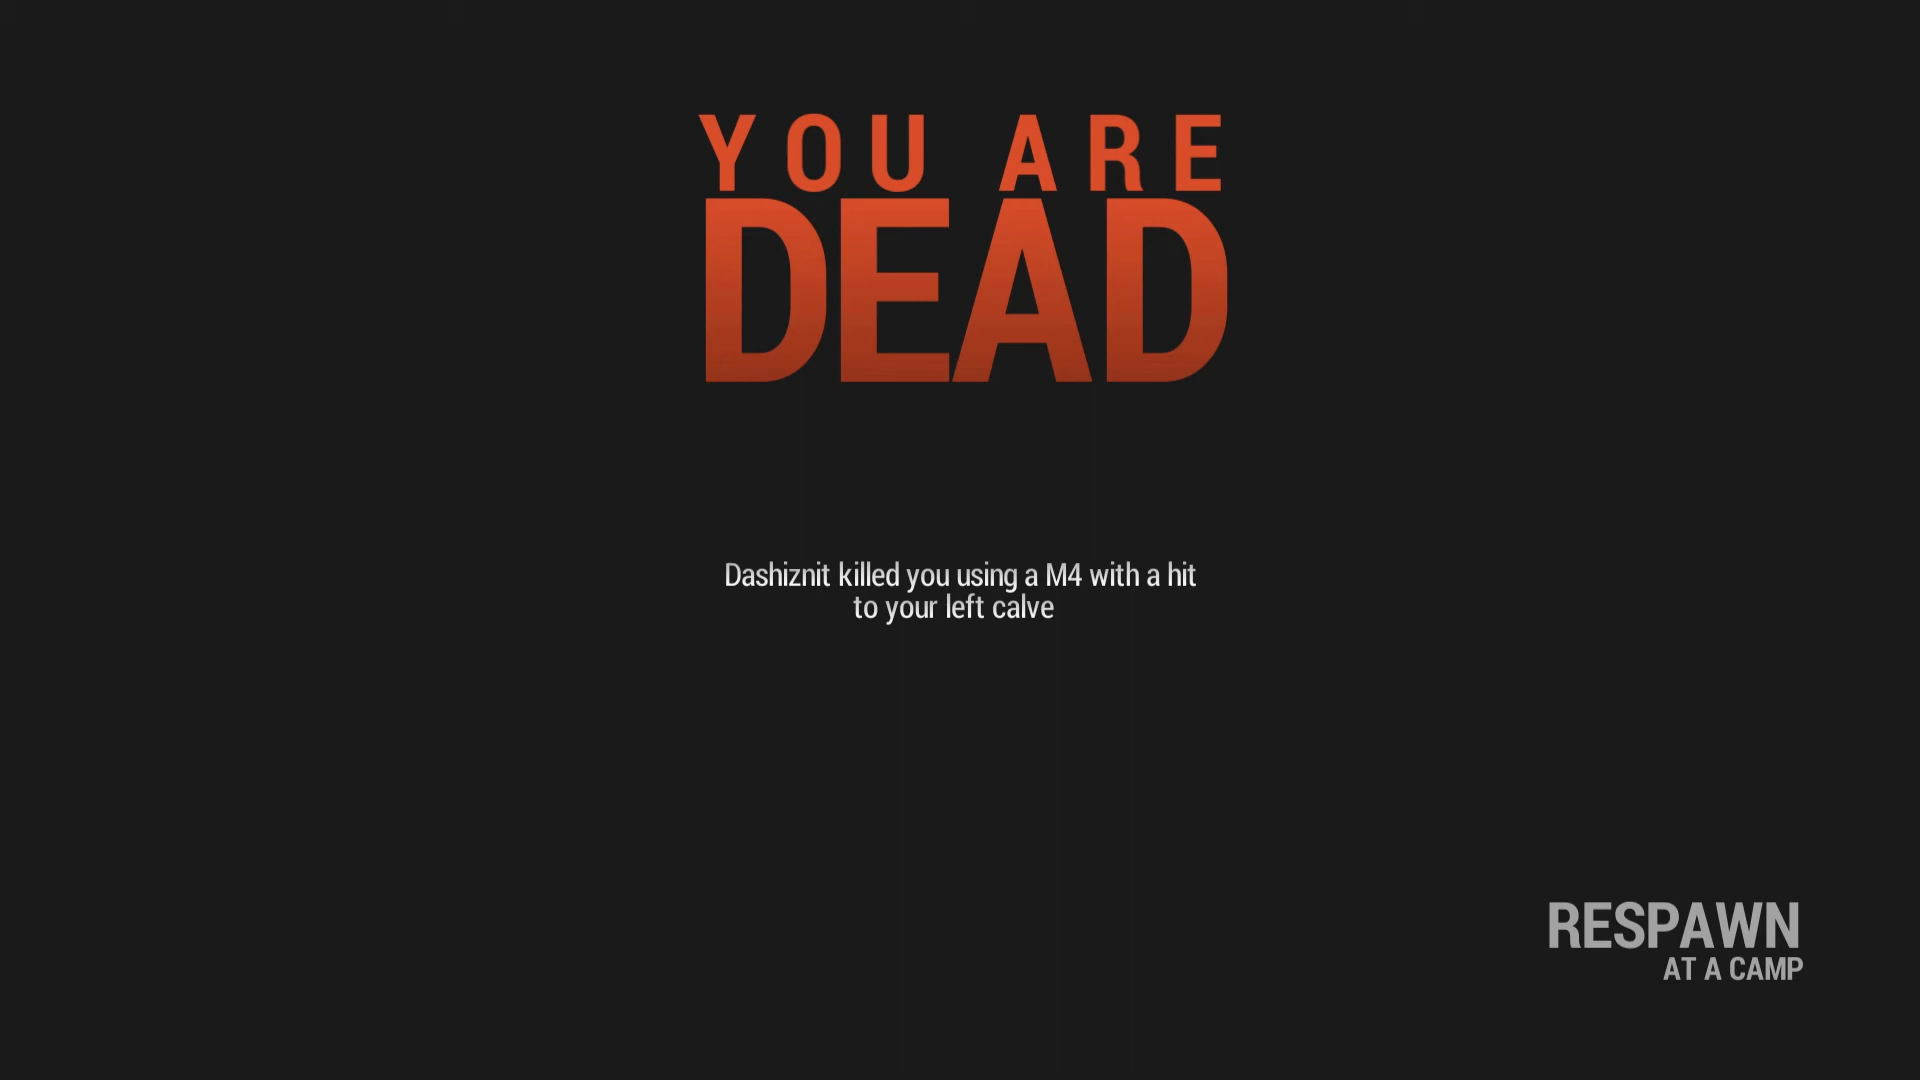 YOU ARE
DEAD
Dashiznit killed you using a M4 with a hit
to your left calve
RESPAWN
AT A CAMP